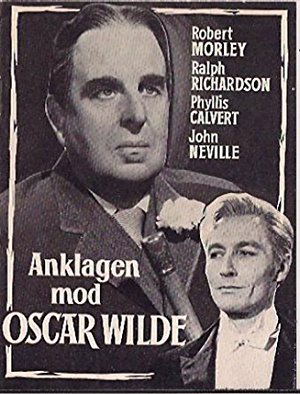 Robert
MORLEY
Ralph
RICHARDSON
Phyllis
CALVERT
John
NEVILLE
Anklagen
mod
OSCAR WILDE